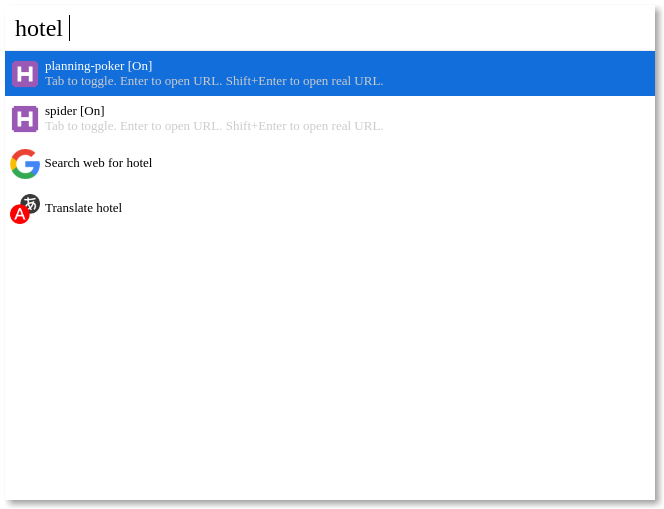 hotel
planning-poker [On]
Tab to toggle. Enter to open URL. Shift+Enter to open real URL.
spider [On]
Tab to toggle. Enter to open URL. Shift+Enter to open real URL.
Search web for hotel
Translate hotel